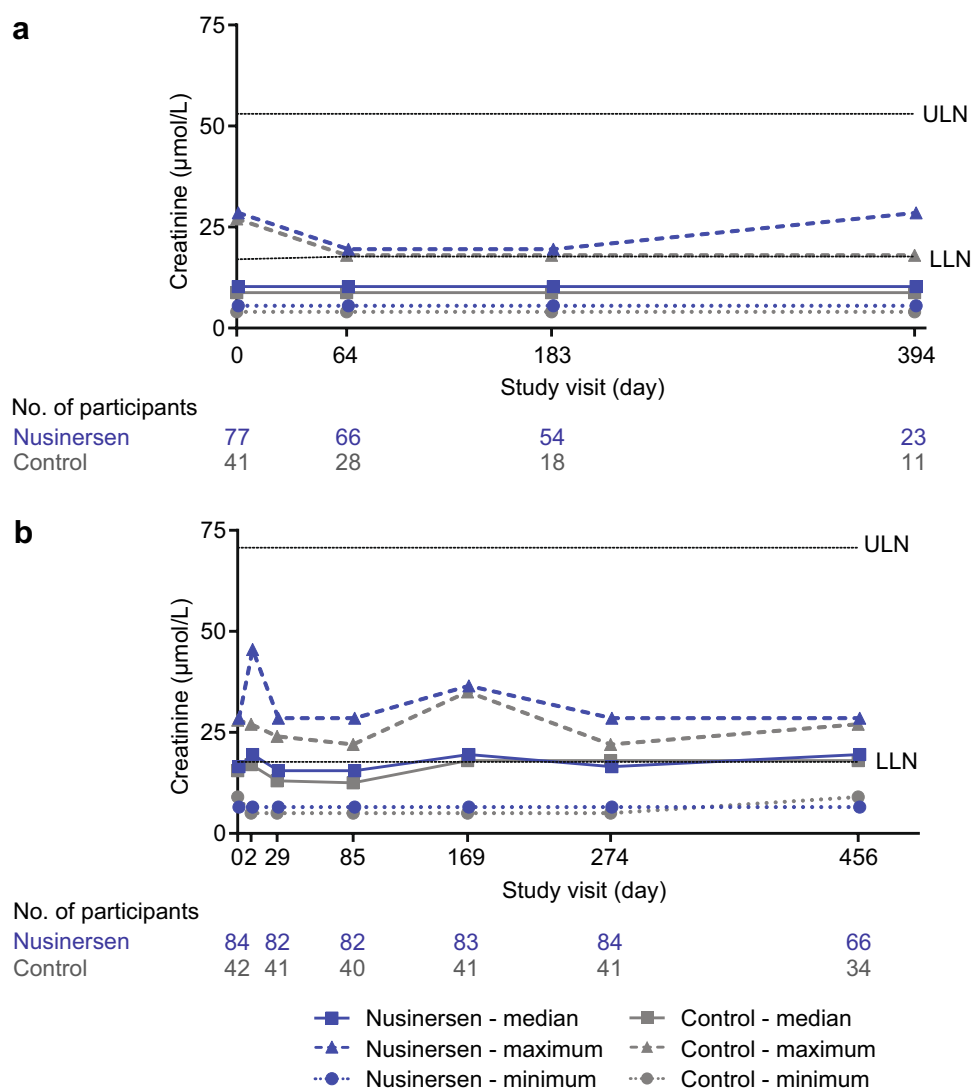 a
75
50
25
0
Creatinine (µmol/L)
ULN
LLN
0 64 183 394
Study visit (day)
No. of participants
Nusinersen 77 66 54 23
Control 41 28 18 11
b
75
50
25
0
Creatinine (µmol/L)
ULN
LLN
02 29 85 169 274 456
Study visit (day)
No. of participants
Nusinersen 84 82 82 83 84 66
Control 42 41 40 41 41 34
Nusinersen - median Control - median
Nusinersen - maximum Control - maximum
Nusinersen - minimum Control - minimum